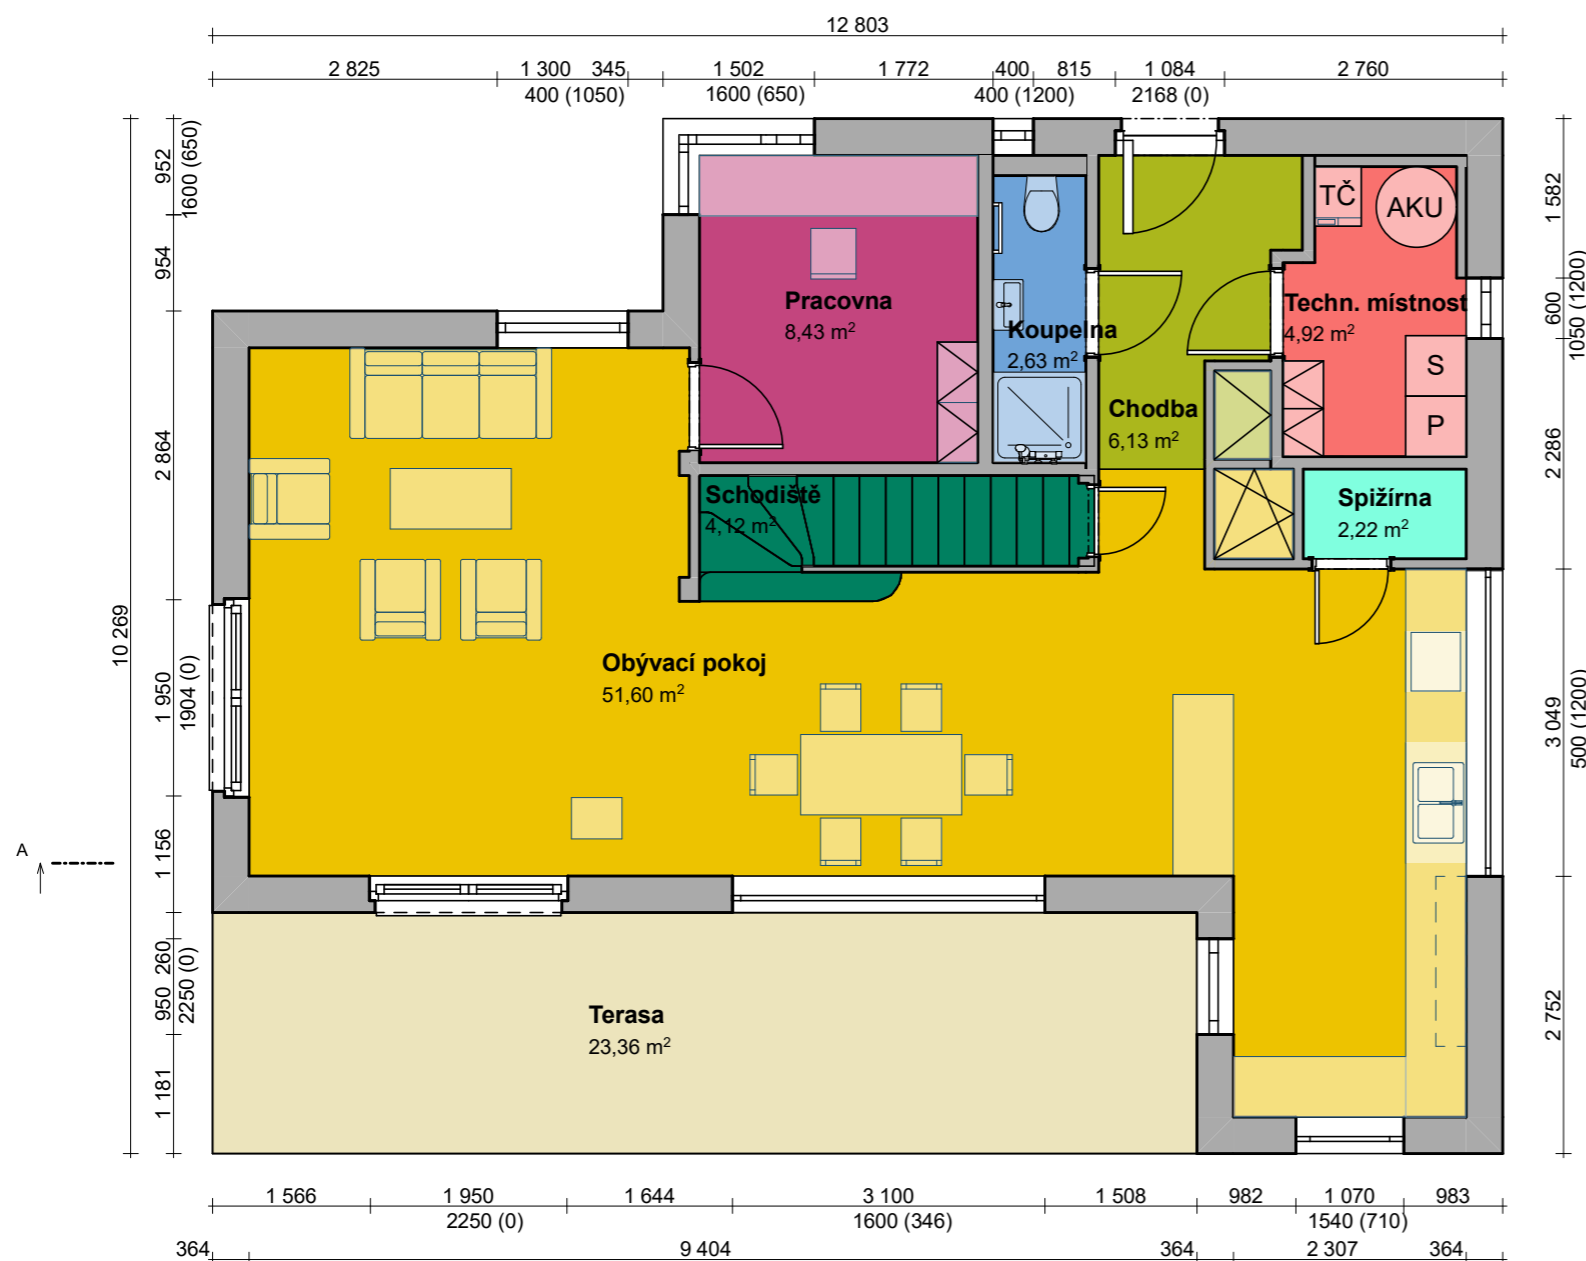 12 803
2 825 1 300 345 1 502 1 772 400 815 1 084 2 760
400 (1050) 1600 (650) 400 (1200) 2168 (0)
10 269
952
1600 (650)
954
2 864
1 950
1904 (0)
1 156
260
950
2250 (0)
1 181
1 582
600
1050 (1200)
2 286
3 049
500 (1200)
2 752
TČ
AKU
Pracovna
8,43 m²
Koupelna
2,63 m²
Techn. místnost
4,92 m²
S
P
Chodba
6,13 m²
Schodiště
4,12 m²
Spižírna
2,22 m²
Obývací pokoj
51,60 m²
A
Terasa
23,36 m²
1 566 1 950 1 644 3 100 1 508 982 1 070 983
2250 (0) 1600 (346) 1540 (710)
364 9 404 364 2 307 364